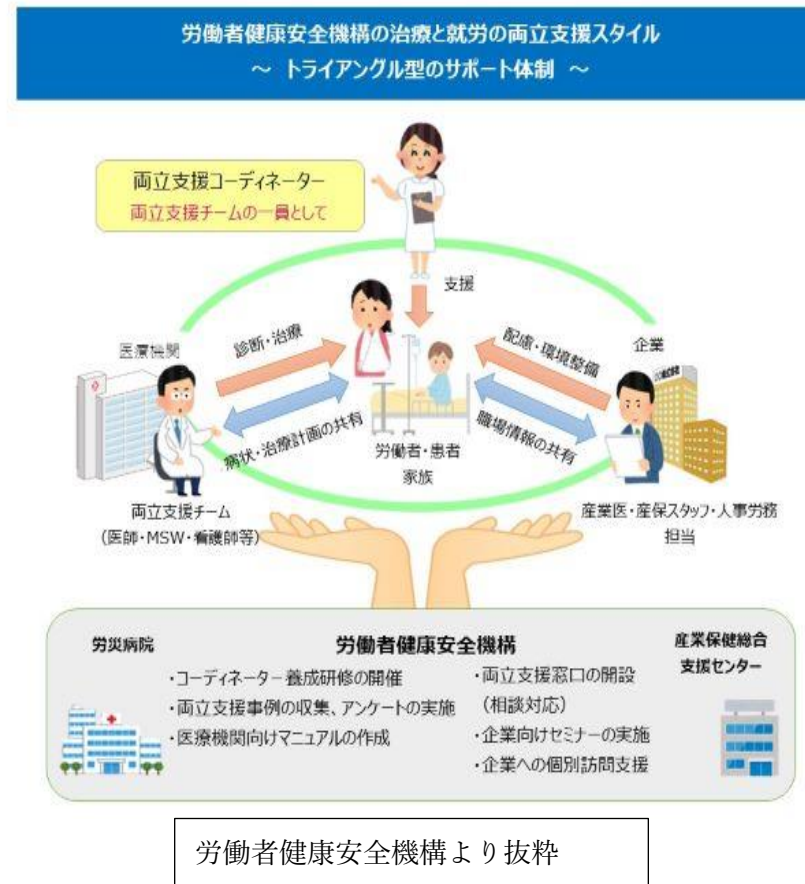 労働者健康安全機構の治療と就労の両立支援スタイル
～ トライアングル型のサポート体制 ～
両立支援コーディネーター
両立支援チームの一員として
支援
医療機関
診断・治療
配慮・環境整備
企業
病状・治療計画の共有
労働者・患者
家族
職場情報の共有
両立支援チーム
(医師・MSW・看護師等)
産業医・産保スタッフ・人事労務
担当
労災病院
労働者健康安全機構
産業保健総合
支援センター
・コーディネーター養成研修の開催
・両立支援事例の収集、アンケートの実施
・医療機関向けマニュアルの作成
・両立支援窓口の開設
(相談対応)
・企業向けセミナーの実施
・企業への個別訪問支援
労働者健康安全機構より抜粋